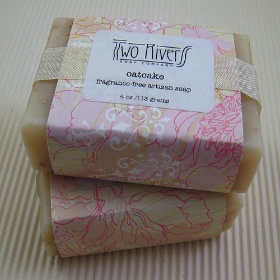 Two Rivers
SOAP COMPANY
oatcake
fragrance-free artisan soap
4 oz./113 grams